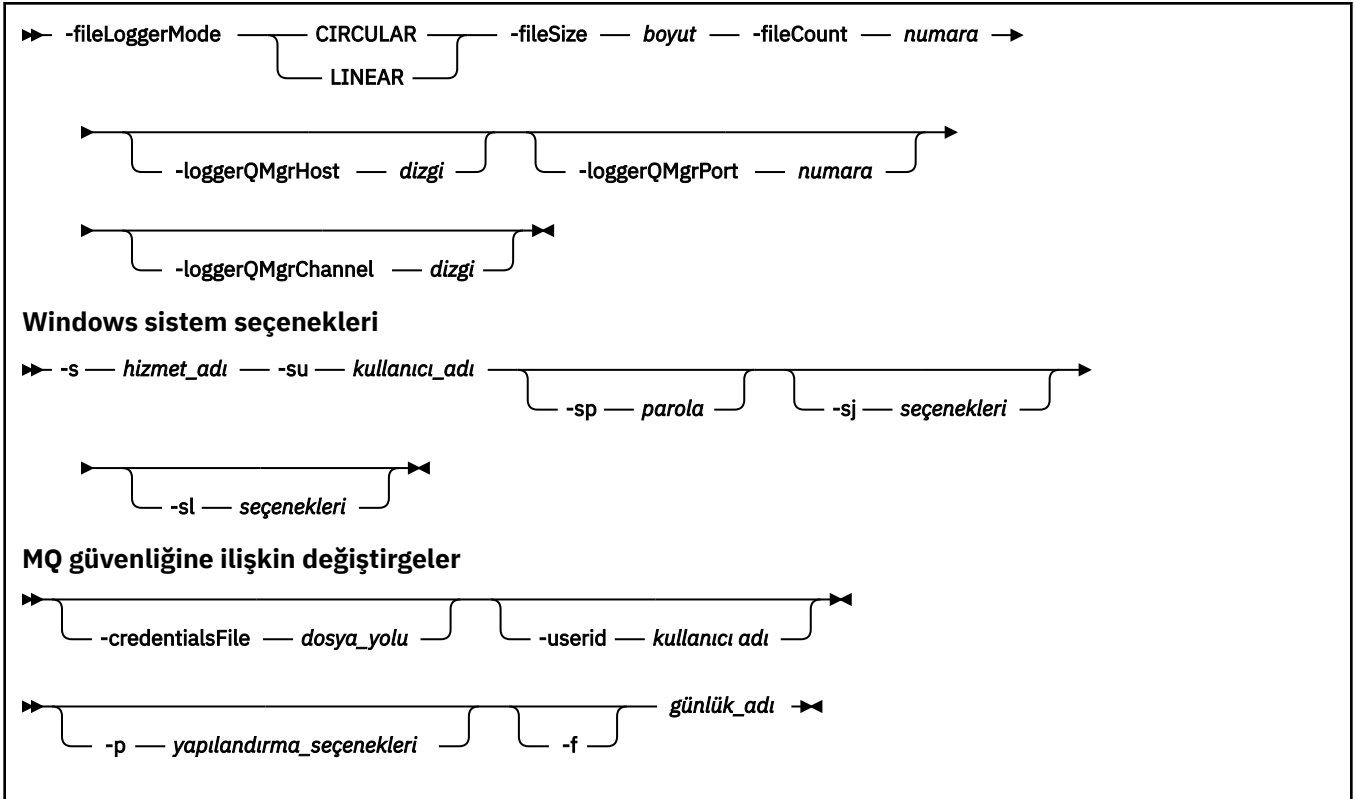 -fileLoggerMode CIRCULAR -fileSize boyut -fileCount numara
LINEAR
-loggerQMgrHost dizgi -loggerQMgrPort numara
-loggerQMgrChannel dizgi
Windows sistem seçenekleri
-s hizmet_adı -su kullanıcı_adı
-sp parola -sj seçenekleri
-sl seçenekleri
MQ güvenliğine ilişkin değiştirgeler
-credentialsFile dosya_yolu -userid kullanıcı adı
günlük_adı
-p yapılandırma_seçenekleri -f